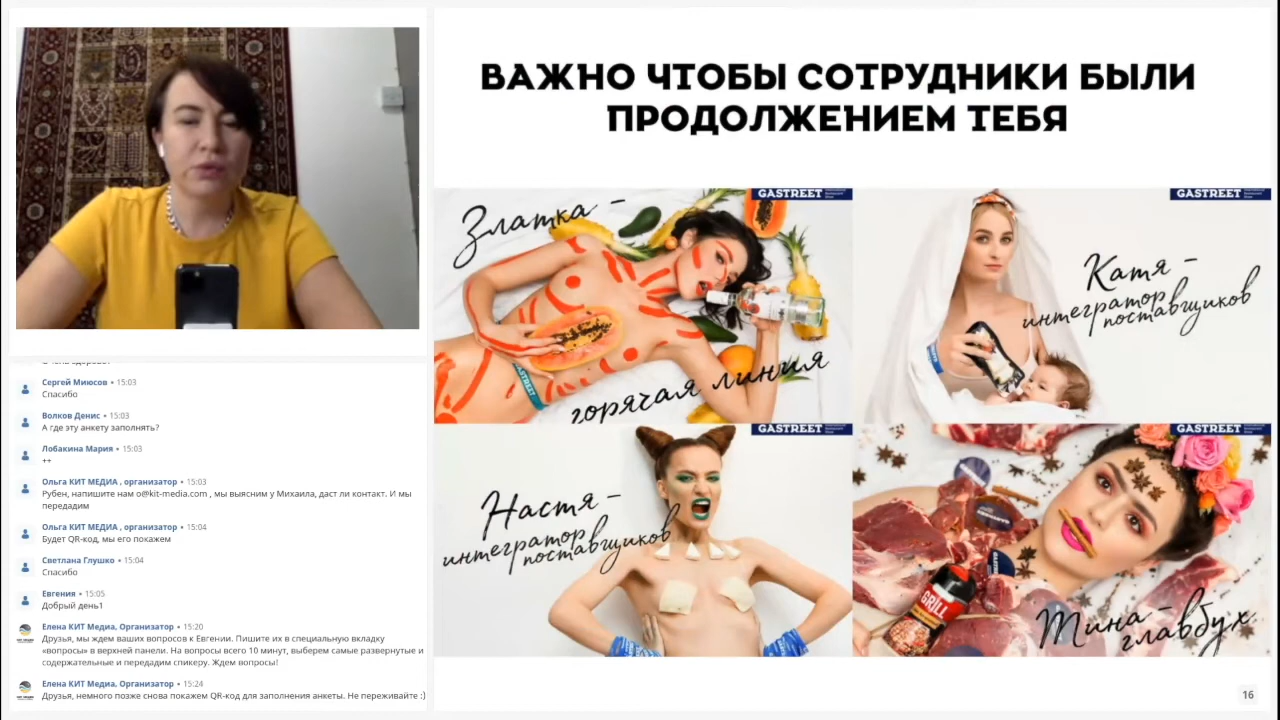 ВАЖНО ЧТОБЫ СОТРУДНИКИ БЫЛИ
ПРОДОЛЖЕНИЕМ ТЕБЯ
GASTREET
Златка –
горячая линия
GASTREET
Катя –
интегратор
поставщиков
GASTREET
Настя –
интегратор
поставщиков
GASTREET
GRILL
Тина –
главбух
16
Сергей Миюсов • 15:03
Спасибо
Волков Денис • 15:03
А где эту анкету заполнять?
Лобакина Мария • 15:03
++
Ольга КИТ МЕДИА , организатор • 15:03
Рубен, напишите нам o@kit-media.com , мы выясним у Михаила, даст ли контакт. И мы
передадим
Ольга КИТ МЕДИА , организатор • 15:04
Будет QR-код, мы его покажем
Светлана Глушко • 15:04
Спасибо
Евгения • 15:05
Добрый день1
Елена КИТ Медиа, Организатор • 15:20
Друзья, мы ждем ваших вопросов к Евгении. Пишите их в специальную вкладку
«вопросы» в верхней панели. На вопросы всего 10 минут, выберем самые развернутые и
содержательные и передадим спикеру. Ждем вопросы!
Елена КИТ Медиа, Организатор • 15:24
Друзья, немного позже снова покажем QR-код для заполнения анкеты. Не переживайте :)